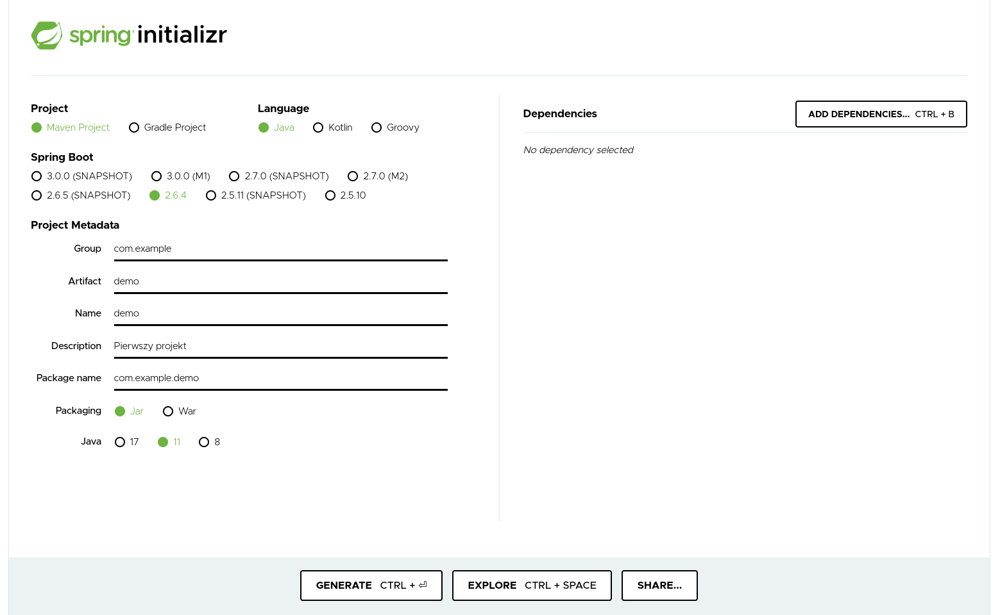 spring initializr
Project
Maven Project Gradle Project
Language
Java Kotlin Groovy
Spring Boot
3.0.0 (SNAPSHOT) 3.0.0 (M1) 2.7.0 (SNAPSHOT) 2.7.0 (M2)
2.6.5 (SNAPSHOT) 2.6.4 2.5.11 (SNAPSHOT) 2.5.10
Project Metadata
Group com.example
Artifact demo
Name demo
Description Pierwszy projekt
Package name com.example.demo
Packaging Jar War
Java 17 11 8
Dependencies
ADD DEPENDENCIES... CTRL + B
No dependency selected
GENERATE CTRL + ⏎
EXPLORE CTRL + SPACE
SHARE...